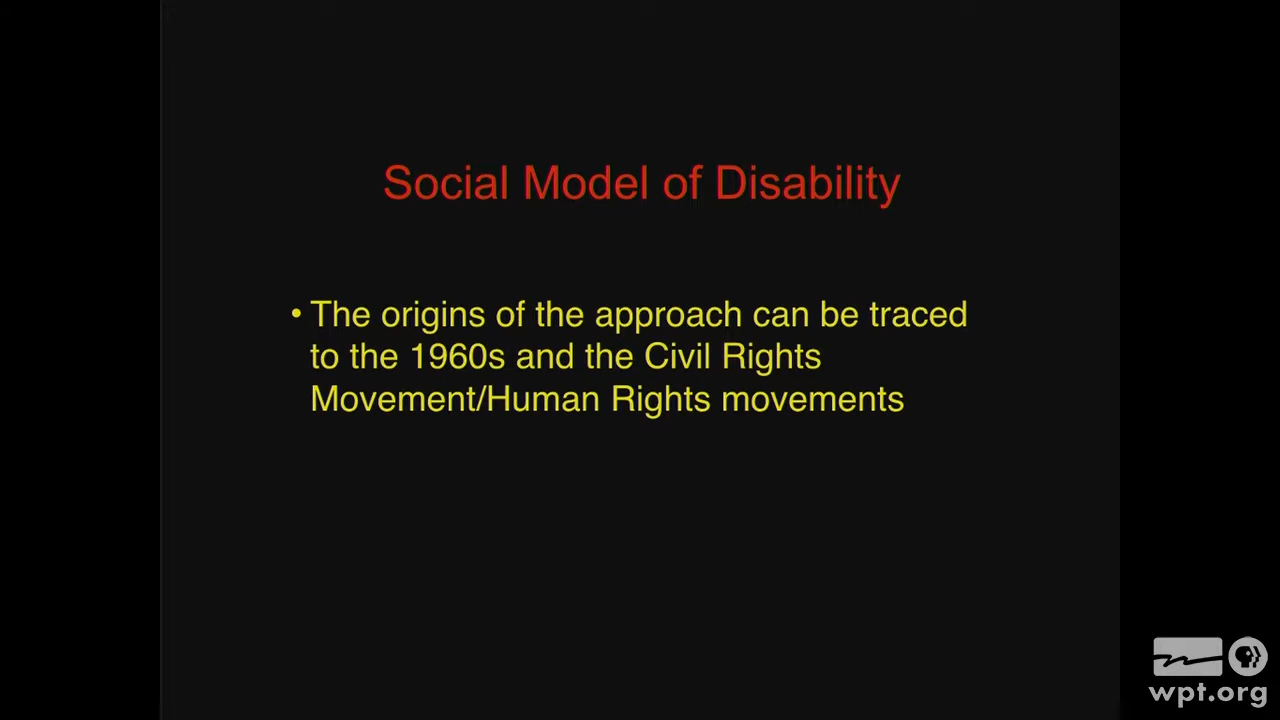 Social Model of Disability
• The origins of the approach can be traced
to the 1960s and the Civil Rights
Movement/Human Rights movements
wpt.org